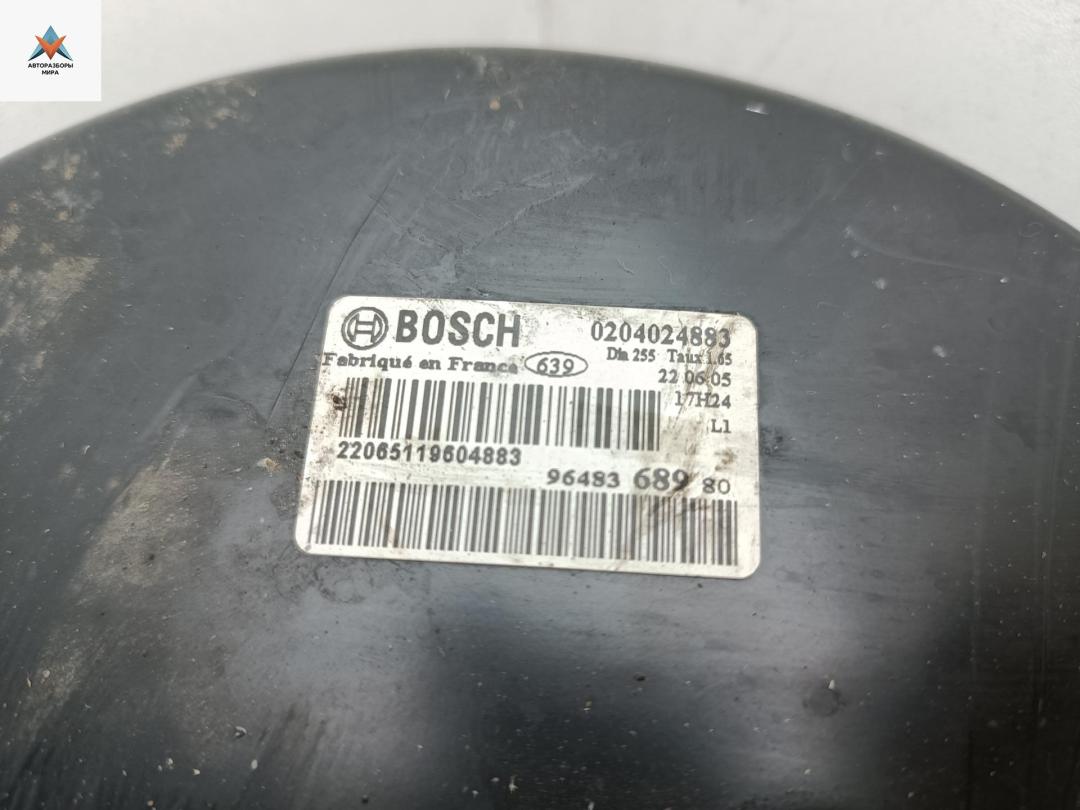 АВТОРАЗБОРЫ
МИРА
BOSCH 0204024883
Dia 255 Taux 1.65
Fabriqué en France 639
22 06 05
17H24
L1
22065119604883
96483 689 80